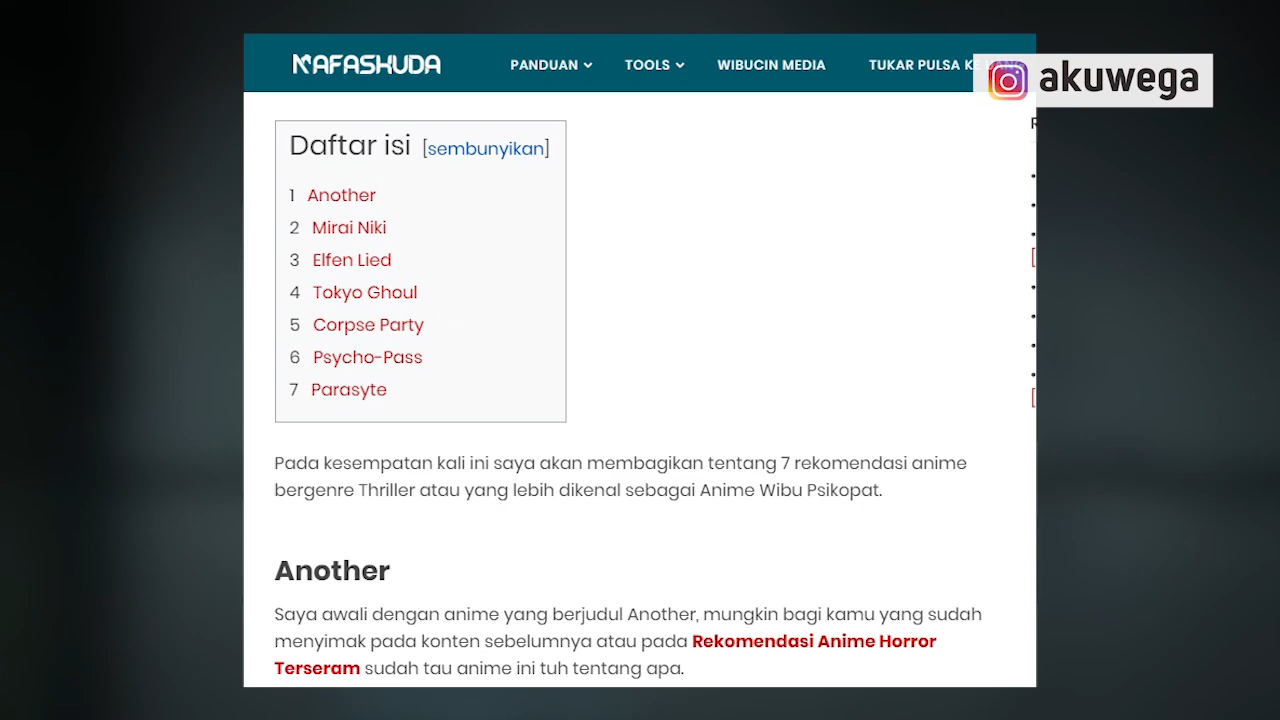 NAFASKUDA PANDUAN TOOLS WIBUCIN MEDIA TUKAR PULSA KE
akuwega
Daftar isi [sembunyikan]
1 Another
2 Mirai Niki
3 Elfen Lied
4 Tokyo Ghoul
5 Corpse Party
6 Psycho-Pass
7 Parasyte
Pada kesempatan kali ini saya akan membagikan tentang 7 rekomendasi anime
bergenre Thriller atau yang lebih dikenal sebagai Anime Wibu Psikopat.
Another
Saya awali dengan anime yang berjudul Another, mungkin bagi kamu yang sudah
menyimak pada konten sebelumnya atau pada Rekomendasi Anime Horror
Terseram sudah tau anime ini tuh tentang apa.